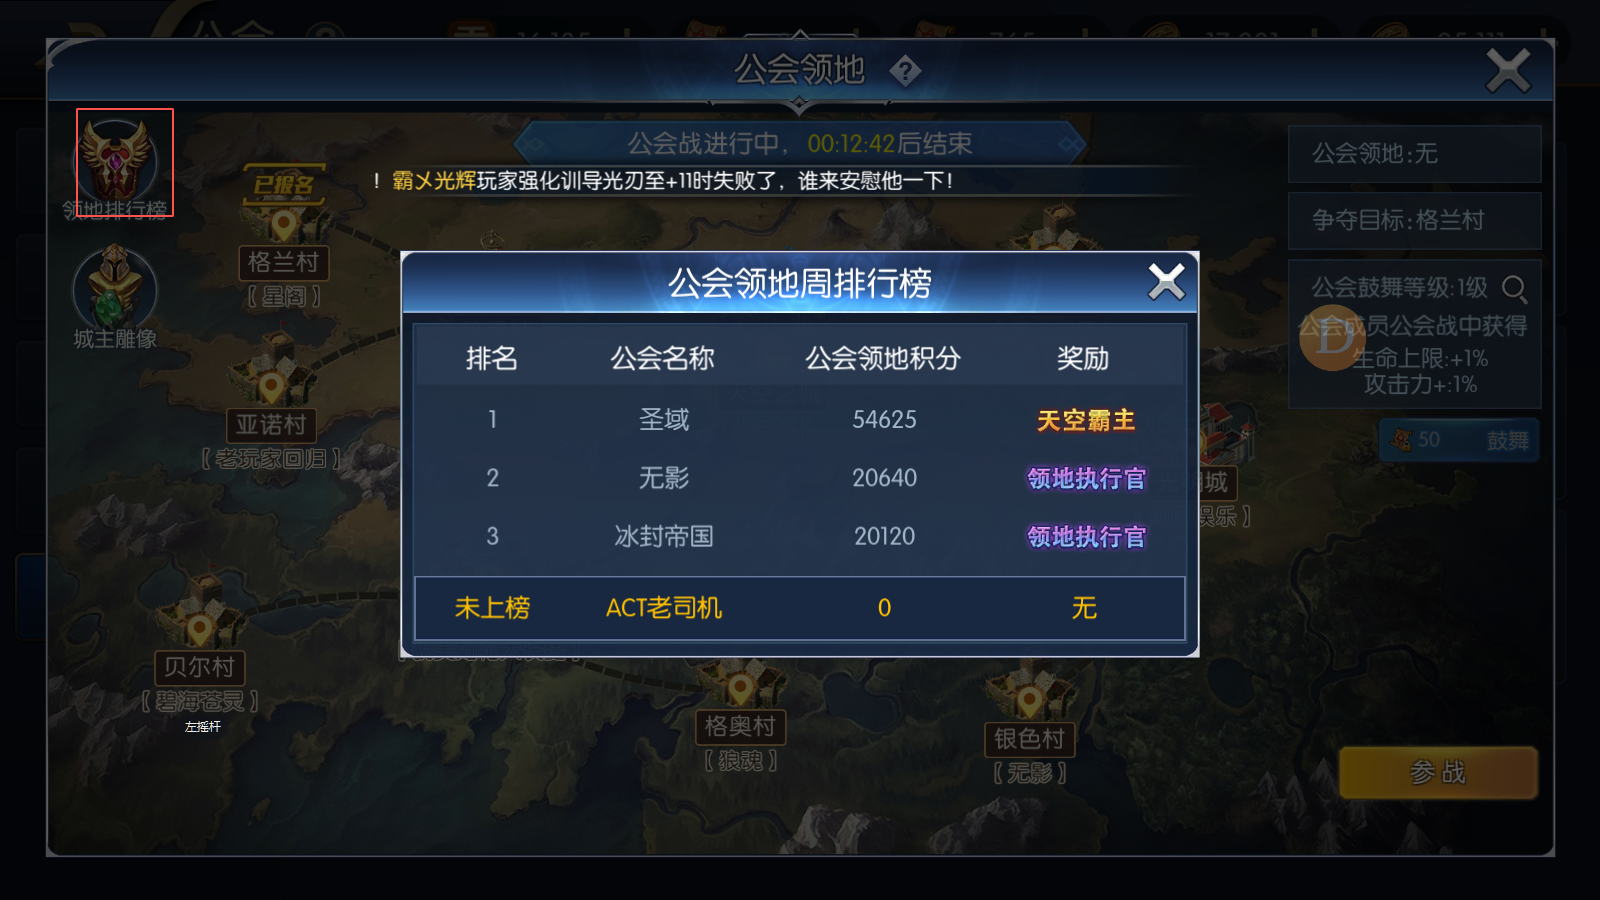 公会领地
?
公会战进行中，00:12:42后结束
！霸乂光辉玩家强化训导光刃至+11时失败了，谁来安慰他一下！
领地排行榜
城主雕像
已报名
格兰村
【星阁】
亚诺村
【老玩家回归】
贝尔村
【碧海苍灵】
左摇杆
格奥村
【狼魂】
银色村
【无影】
公会领地:无
争夺目标:格兰村
公会鼓舞等级:1级
公会成员公会战中获得
生命上限:+1%
攻击力+:1%
D
50 鼓舞
参战
公会领地周排行榜
排名 公会名称 公会领地积分 奖励
1 圣域 54625 天空霸主
2 无影 20640 领地执行官
3 冰封帝国 20120 领地执行官
未上榜 ACT老司机 0 无